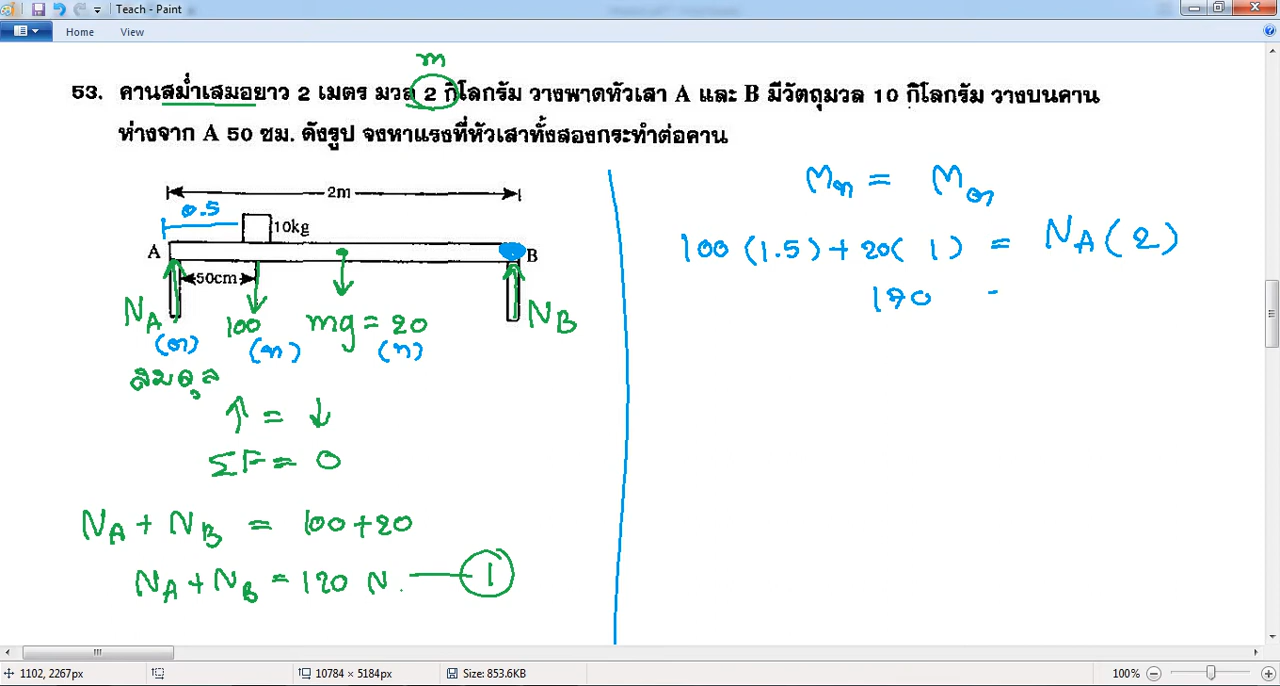 Teach - Paint
Home View
m
53. คานสม่ำเสมอยาว 2 เมตร มวล 2 กิโลกรัม วางพาดหัวเสา A และ B มีวัตถุมวล 10 กิโลกรัม วางบนคาน
ห่างจาก A 50 ซม. ดังรูป จงหาแรงที่หัวเสาทั้งสองกระทำต่อคาน
2m
0.5
10kg
A B
50cm
N_A 100 mg = 20 N_B
(ต) (ท) (ท)
สมดุล
↑ = ↓
ΣF = 0
N_A + N_B = 100+20
N_A + N_B = 120 N. ① 
M_ท = M_ต
100 (1.5) + 20( 1 ) = N_A ( 2 )
170 =
1102, 2267px 10784 × 5184px Size: 853.6KB 100%